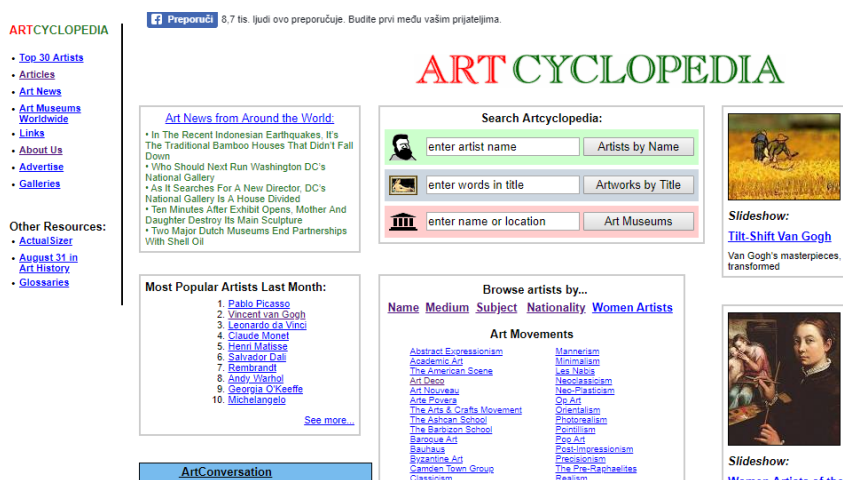 Preporuči 8,7 tis. ljudi ovo preporučuje. Budite prvi među vašim prijateljima.
ARTCYCLOPEDIA
• Top 30 Artists
• Articles
• Art News
• Art Museums
Worldwide
• Links
• About Us
• Advertise
• Galleries
Other Resources:
• ActualSizer
• August 31 in
Art History
• Glossaries
ART CYCLOPEDIA
Art News from Around the World:
• In The Recent Indonesian Earthquakes, It's
The Traditional Bamboo Houses That Didn't Fall
Down
• Who Should Next Run Washington DC's
National Gallery
• As It Searches For A New Director, DC's
National Gallery Is A House Divided
• Ten Minutes After Exhibit Opens, Mother And
Daughter Destroy Its Main Sculpture
• Two Major Dutch Museums End Partnerships
With Shell Oil
Search Artcyclopedia:
enter artist name Artists by Name
enter words in title Artworks by Title
enter name or location Art Museums
Slideshow:
Tilt-Shift Van Gogh
Van Gogh's masterpieces,
transformed
Most Popular Artists Last Month:
1. Pablo Picasso
2. Vincent van Gogh
3. Leonardo da Vinci
4. Claude Monet
5. Henri Matisse
6. Salvador Dali
7. Rembrandt
8. Andy Warhol
9. Georgia O'Keeffe
10. Michelangelo
See more...
Browse artists by...
Name Medium Subject Nationality Women Artists
Art Movements
Abstract Expressionism
Academic Art
The American Scene
Art Deco
Art Nouveau
Arte Povera
The Arts & Crafts Movement
The Ashcan School
The Barbizon School
Baroque Art
Bauhaus
Byzantine Art
Camden Town Group
Classicism
Mannerism
Minimalism
Les Nabis
Neoclassicism
Neo-Plasticism
Op Art
Orientalism
Photorealism
Pointillism
Pop Art
Post-Impressionism
Precisionism
The Pre-Raphaelites
Realism
Slideshow:
Women Artists of the
ArtConversation